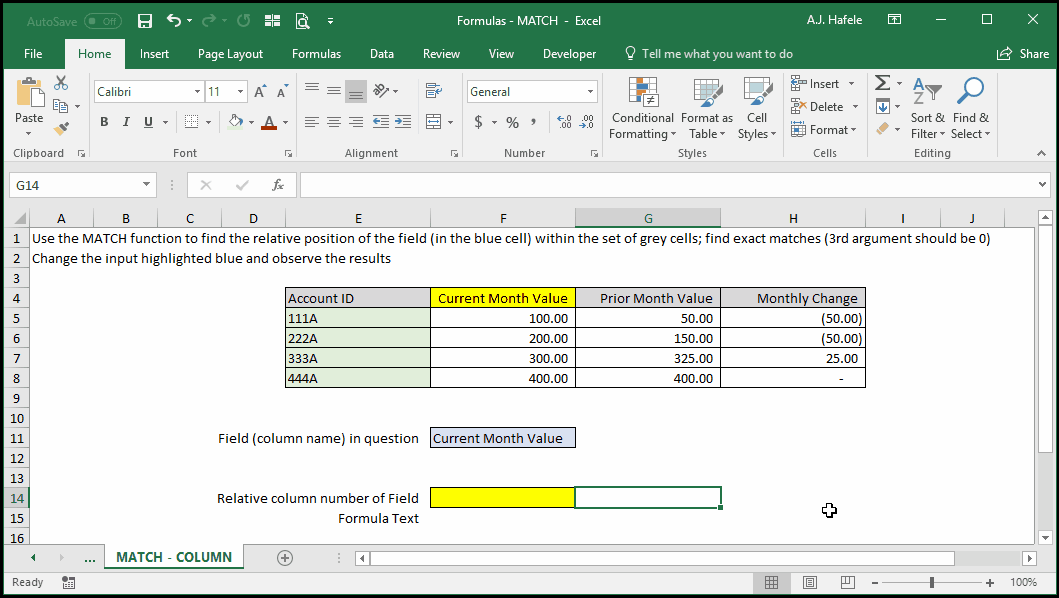 AutoSave Off Formulas - MATCH - Excel A.J. Hafele
File Home Insert Page Layout Formulas Data Review View Developer Tell me what you want to do Share
Paste Calibri 11 A A General Conditional Formatting Format as Table Cell Styles Insert Delete Format Sort & Filter Find & Select
B I U A $ % , .00 .0
Clipboard Font Alignment Number Styles Cells Editing
G14 fx
A B C D E F G H I J
1 Use the MATCH function to find the relative position of the field (in the blue cell) within the set of grey cells; find exact matches (3rd argument should be 0)
2 Change the input highlighted blue and observe the results
3
4 Account ID Current Month Value Prior Month Value Monthly Change
5 111A 100.00 50.00 (50.00)
6 222A 200.00 150.00 (50.00)
7 333A 300.00 325.00 25.00
8 444A 400.00 400.00 -
9
10
11 Field (column name) in question Current Month Value
12
13
14 Relative column number of Field
15 Formula Text
16
... MATCH - COLUMN
Ready 100%